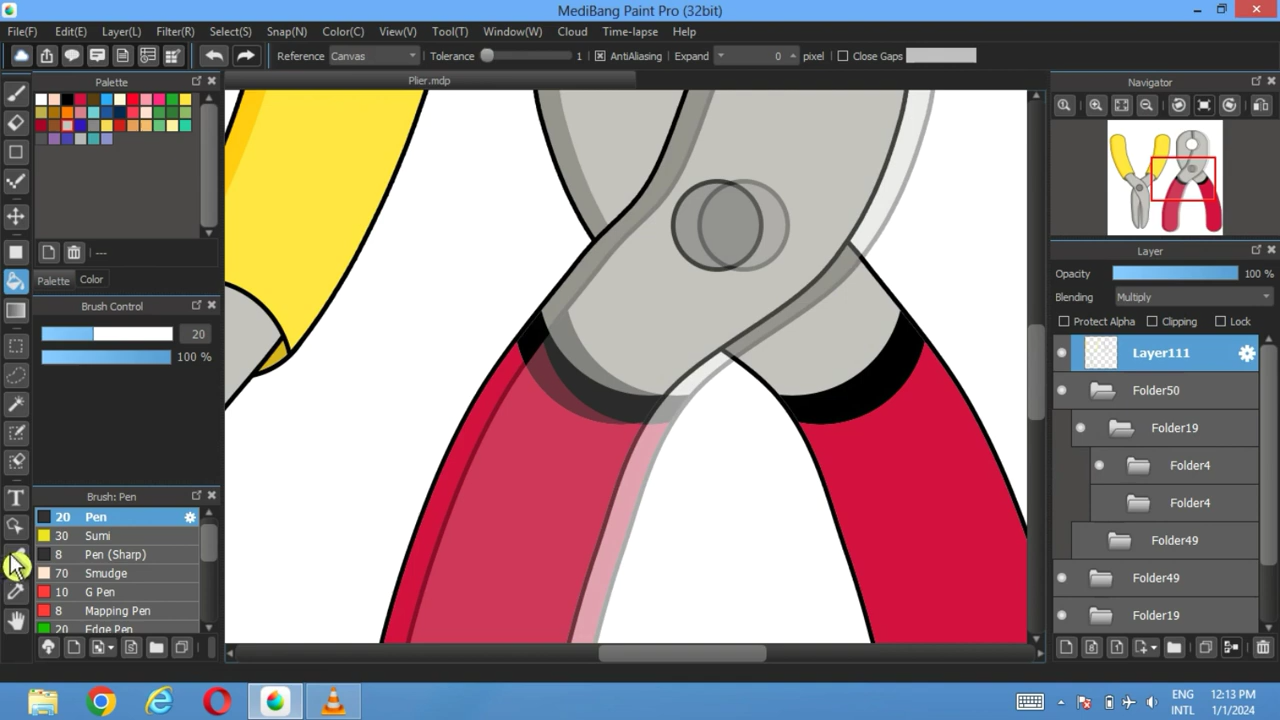 MediBang Paint Pro (32bit)
File(F) Edit(E) Layer(L) Filter(R) Select(S) Snap(N) Color(C) View(V) Tool(T) Window(W) Cloud Time-lapse Help
Reference Canvas Tolerance 1 AntiAliasing Expand 0 pixel Close Gaps
Palette
Plier.mdp
Navigator
---
Palette Color
Brush Control
20
100 %
Layer
Opacity 100 %
Blending Multiply
Protect Alpha Clipping Lock
Layer111
Folder50
Folder19
Folder4
Folder4
Folder49
Folder49
Folder19
Brush: Pen
20 Pen
30 Sumi
8 Pen (Sharp)
70 Smudge
10 G Pen
8 Mapping Pen
20 Edge Pen
T
ENG
INTL
12:13 PM
1/1/2024